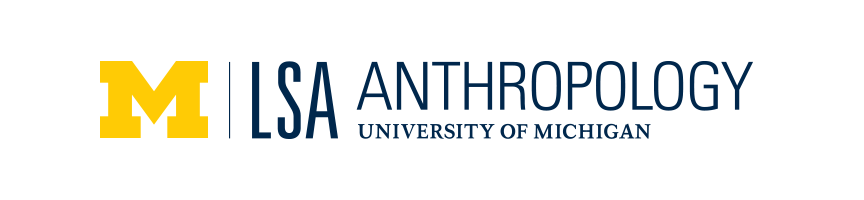 M LSA ANTHROPOLOGY
UNIVERSITY OF MICHIGAN